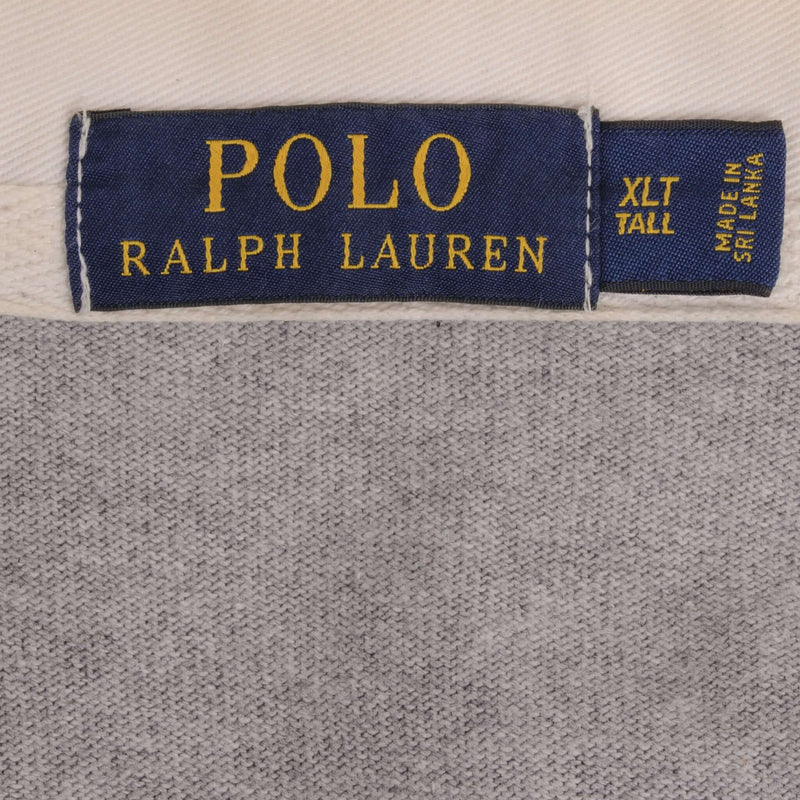 POLO
RALPH LAUREN
XLT
TALL
MADE IN
SRI LANKA